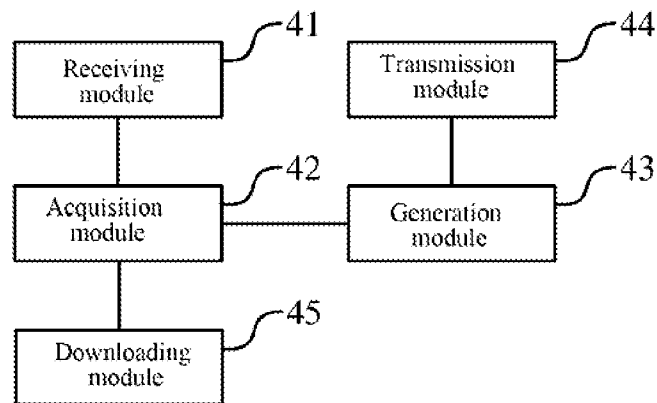 41
Receiving
module
44
Transmission
module
42
Acquisition
module
43
Generation
module
45
Downloading
module